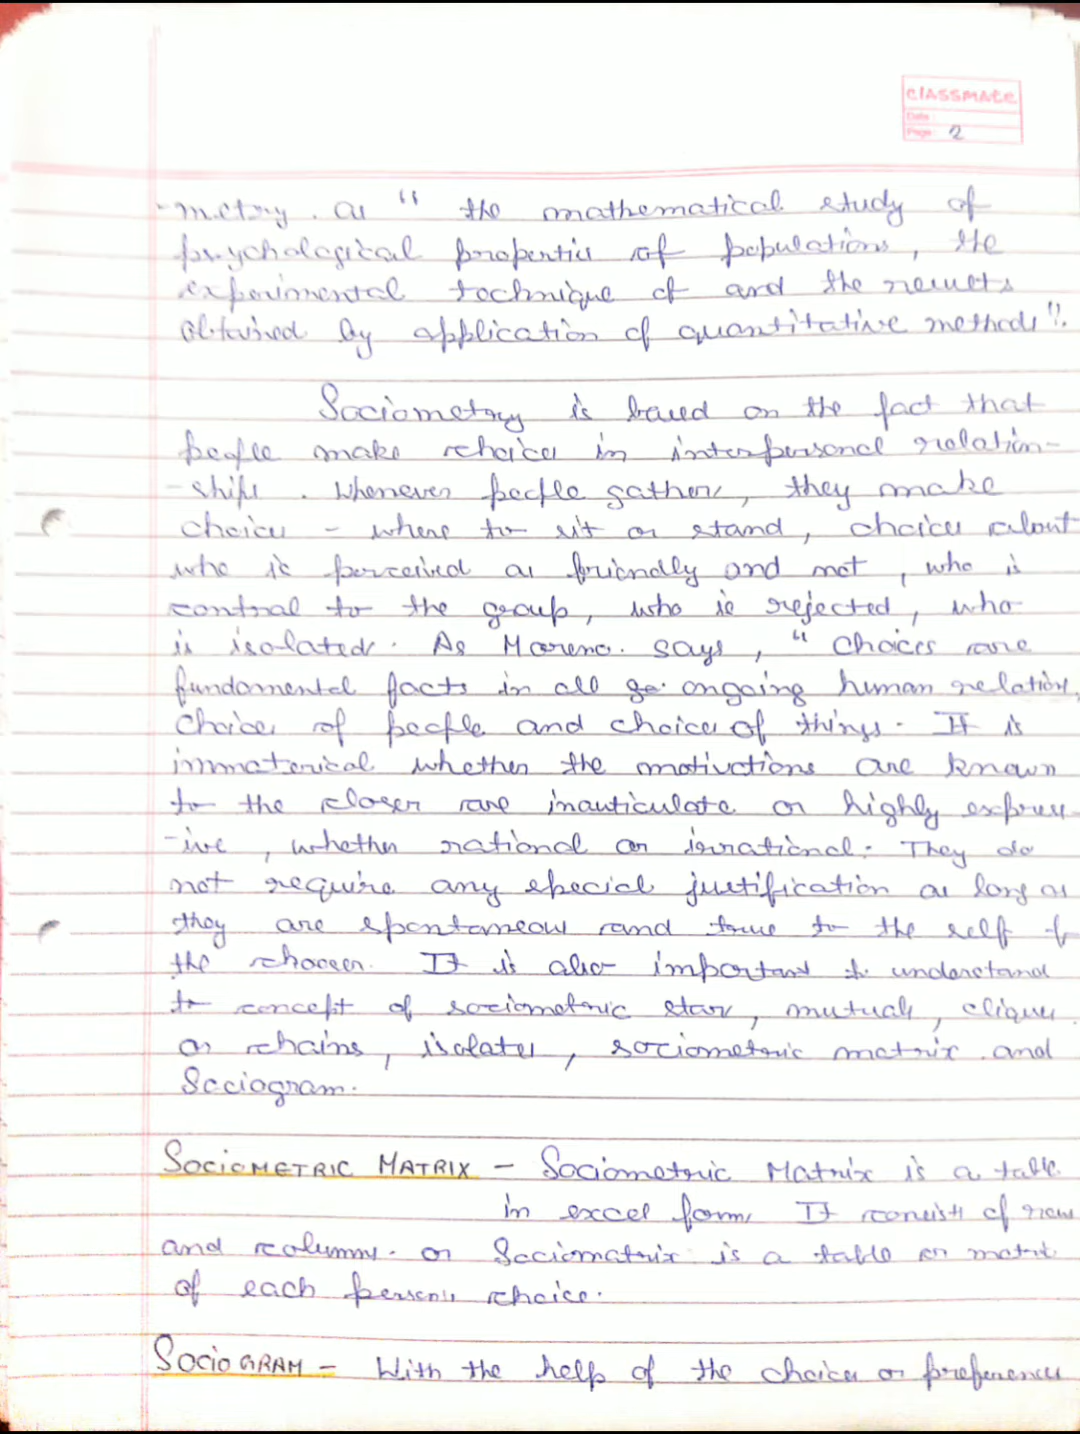 classmate
Date
Page 2
-metry. as " the mathematical study of
psychological properties of populations, the
experimental technique of and the results
obtained by application of quantitative methods".
Sociometry is based on the fact that
people make choices in interpersonal relation-
-ships. Whenever people gather, they make
choices - where to sit or stand, choices about
who is perceived as friendly and not, who is
central to the group, who is rejected, who
is isolated. As Moreno. says, " Choices are
fundamental facts in all ongoing human relation,
choices of people and choices of things. It is
immaterical whether the motivations are known
to the are inauticulate or highly express
-ive, whether rational or irrational. They do
not require any special justification as long as
they are spontaneous and true to the self
the It is also important to understand
to concept of sociometric star, mutuals, cliques
or chains, isolates, sociometric matrix and
Sociogram.
SOCIOMETRIC MATRIX - Sociometric Matrix is a table
in excel form. It consists of rows
and columns. or Sociomatrix is a table or
of each persons choice.
SOCIOGRAM - With the help of the choices or preferences